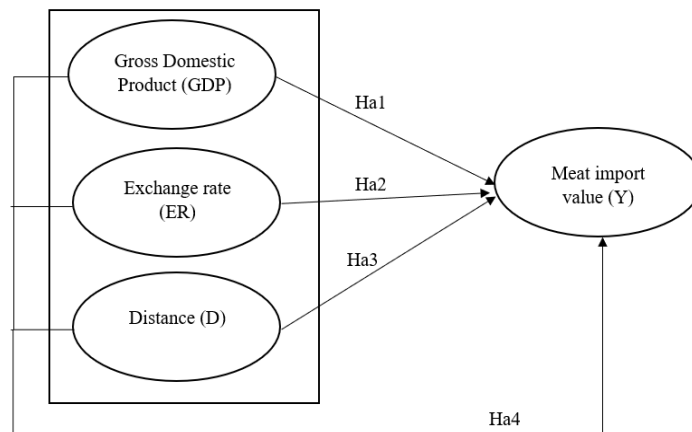 Gross Domestic
Product (GDP)
Ha1
Exchange rate
(ER)
Ha2
Meat import
value (Y)
Ha3
Distance (D)
Ha4